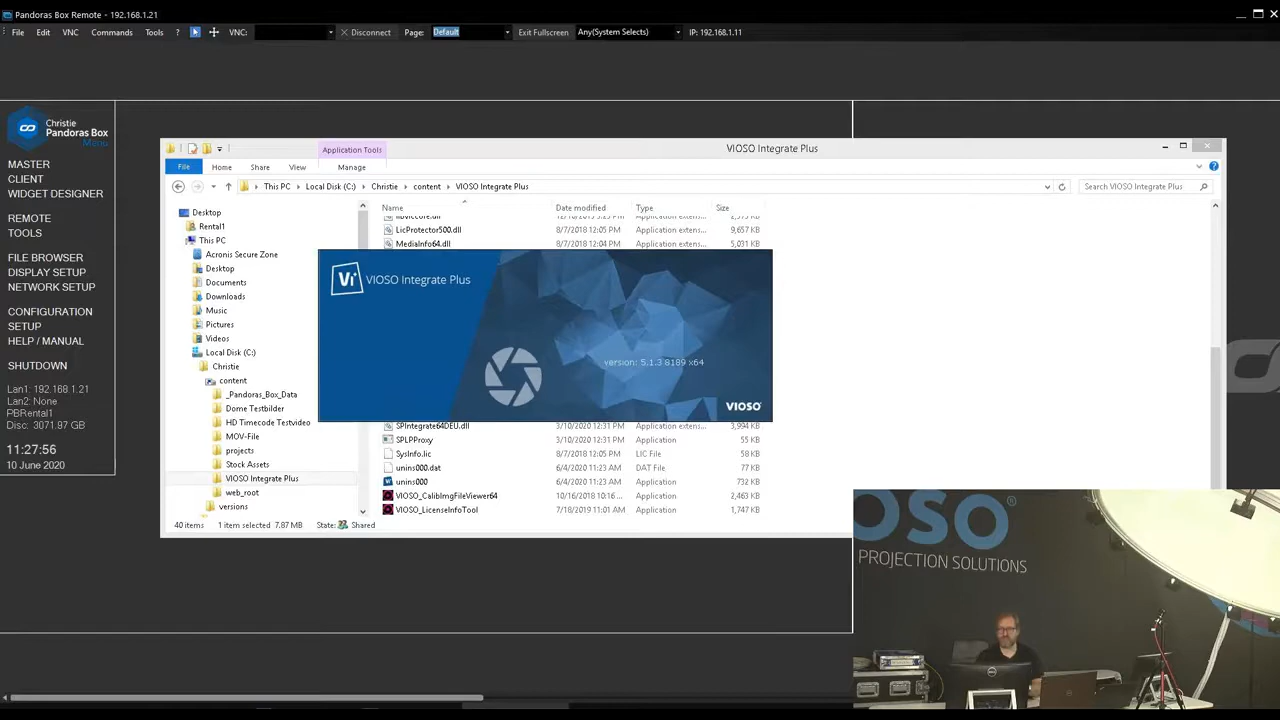 Pandoras Box Remote - 192.168.1.21
File Edit VNC Commands Tools ? VNC: Disconnect Page: Default Exit Fullscreen Any(System Selects) IP: 192.168.1.11
Christie
Pandoras Box
Menu
MASTER
CLIENT
WIDGET DESIGNER
REMOTE
TOOLS
FILE BROWSER
DISPLAY SETUP
NETWORK SETUP
CONFIGURATION
SETUP
HELP / MANUAL
SHUTDOWN
Lan1: 192.168.1.21
Lan2: None
PBRental1
Disc: 3071.97 GB
11:27:56
10 June 2020
Application Tools
VIOSO Integrate Plus
File Home Share View Manage
This PC Local Disk (C:) Christie content VIOSO Integrate Plus
Search VIOSO Integrate Plus
Desktop
Rental1
This PC
Acronis Secure Zone
Desktop
Documents
Downloads
Music
Pictures
Videos
Local Disk (C:)
Christie
content
_Pandoras_Box_Data
Dome Testbilder
HD Timecode Testvideo
MOV-File
projects
Stock Assets
VIOSO Integrate Plus
web_root
versions
Name Date modified Type Size
LicProtector500.dll 8/7/2018 12:05 PM Application extens... 9,657 KB
MediaInfo64.dll 8/7/2018 12:04 PM Application extens... 5,031 KB
Vi VIOSO Integrate Plus
version: 5.1.3 8189 x64
VIOSO
SPIntegrate64DEU.dll 3/10/2020 12:31 PM Application extens... 3,994 KB
SPLPProxy 3/10/2020 12:31 PM Application 55 KB
SysInfo.lic 8/7/2018 12:05 PM LIC File 58 KB
unins000.dat 6/4/2020 11:23 AM DAT File 77 KB
unins000 6/4/2020 11:23 AM Application 732 KB
VIOSO_CalibImgFileViewer64 10/16/2018 10:16 ... Application 2,463 KB
VIOSO_LicenseInfoTool 7/18/2019 11:01 AM Application 1,747 KB
40 items 1 item selected 7.87 MB State: Shared
OSO®
PROJECTION SOLUTIONS